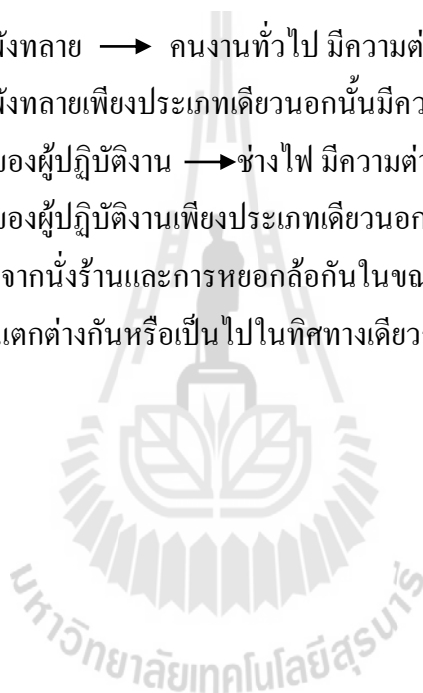 พังทลาย → คนงานทั่วไป มีความต่
พังทลายเพียงประเภทเดียวนอกนั้นมีคว
ของผู้ปฏิบัติงาน →ช่างไฟ มีความต่า
ของผู้ปฏิบัติงานเพียงประเภทเดียวนอก
จากนั่งร้านและการหยอกล้อกันในขณ
แตกต่างกันหรือเป็นไปในทิศทางเดียวก
มหาวิทยาลัยเทคโนโลยีสุรนารี